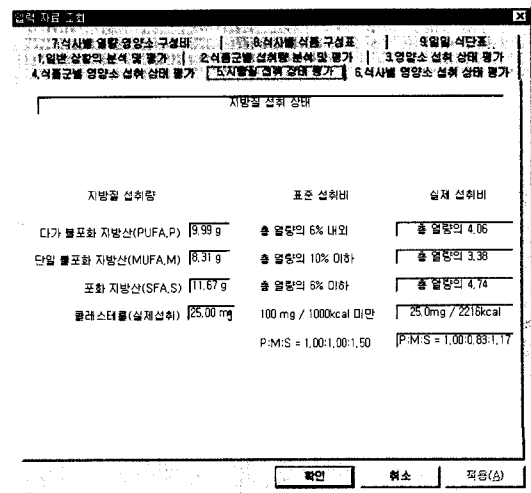 입력 자료 조회
7.식사별 열량 영양소 구성비 8.식사별 식품 구성표 9.일일 식단표
1.일반 상황의 분석 및 평가 2.식품군별 섭취량 분석 및 평가 3.영양소 섭취 상태 평가
4.식품군별 영양소 섭취 상태 평가 5.지방질 섭취 상태 평가 6.식사별 영양소 섭취 상태 평가
지방질 섭취 상태
지방질 섭취량 표준 섭취비 실제 섭취비
다가 불포화 지방산(PUFA,P) 9.99 g 총 열량의 6% 내외 총 열량의 4.06
단일 불포화 지방산(MUFA,M) 8.31 g 총 열량의 10% 이하 총 열량의 3.38
포화 지방산(SFA,S) 11.67 g 총 열량의 6% 이하 총 열량의 4.74
콜레스테롤(실제섭취) 25.00 mg 100 mg / 1000kcal 미만 25.0mg / 2216kcal
P:M:S = 1.00:1.00:1.50 P:M:S = 1.00:0.83:1.17
확인 취소 적용(A)